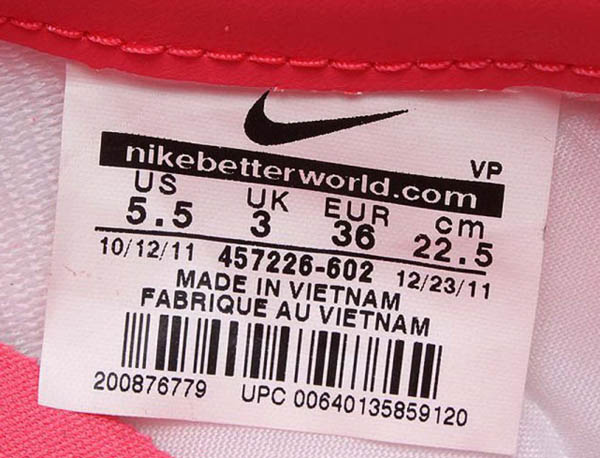 VP
nikebetterworld.com
US UK EUR cm
5.5 3 36 22.5
10/12/11 457226-602 12/23/11
MADE IN VIETNAM
FABRIQUE AU VIETNAM
200876779 UPC 00640135859120